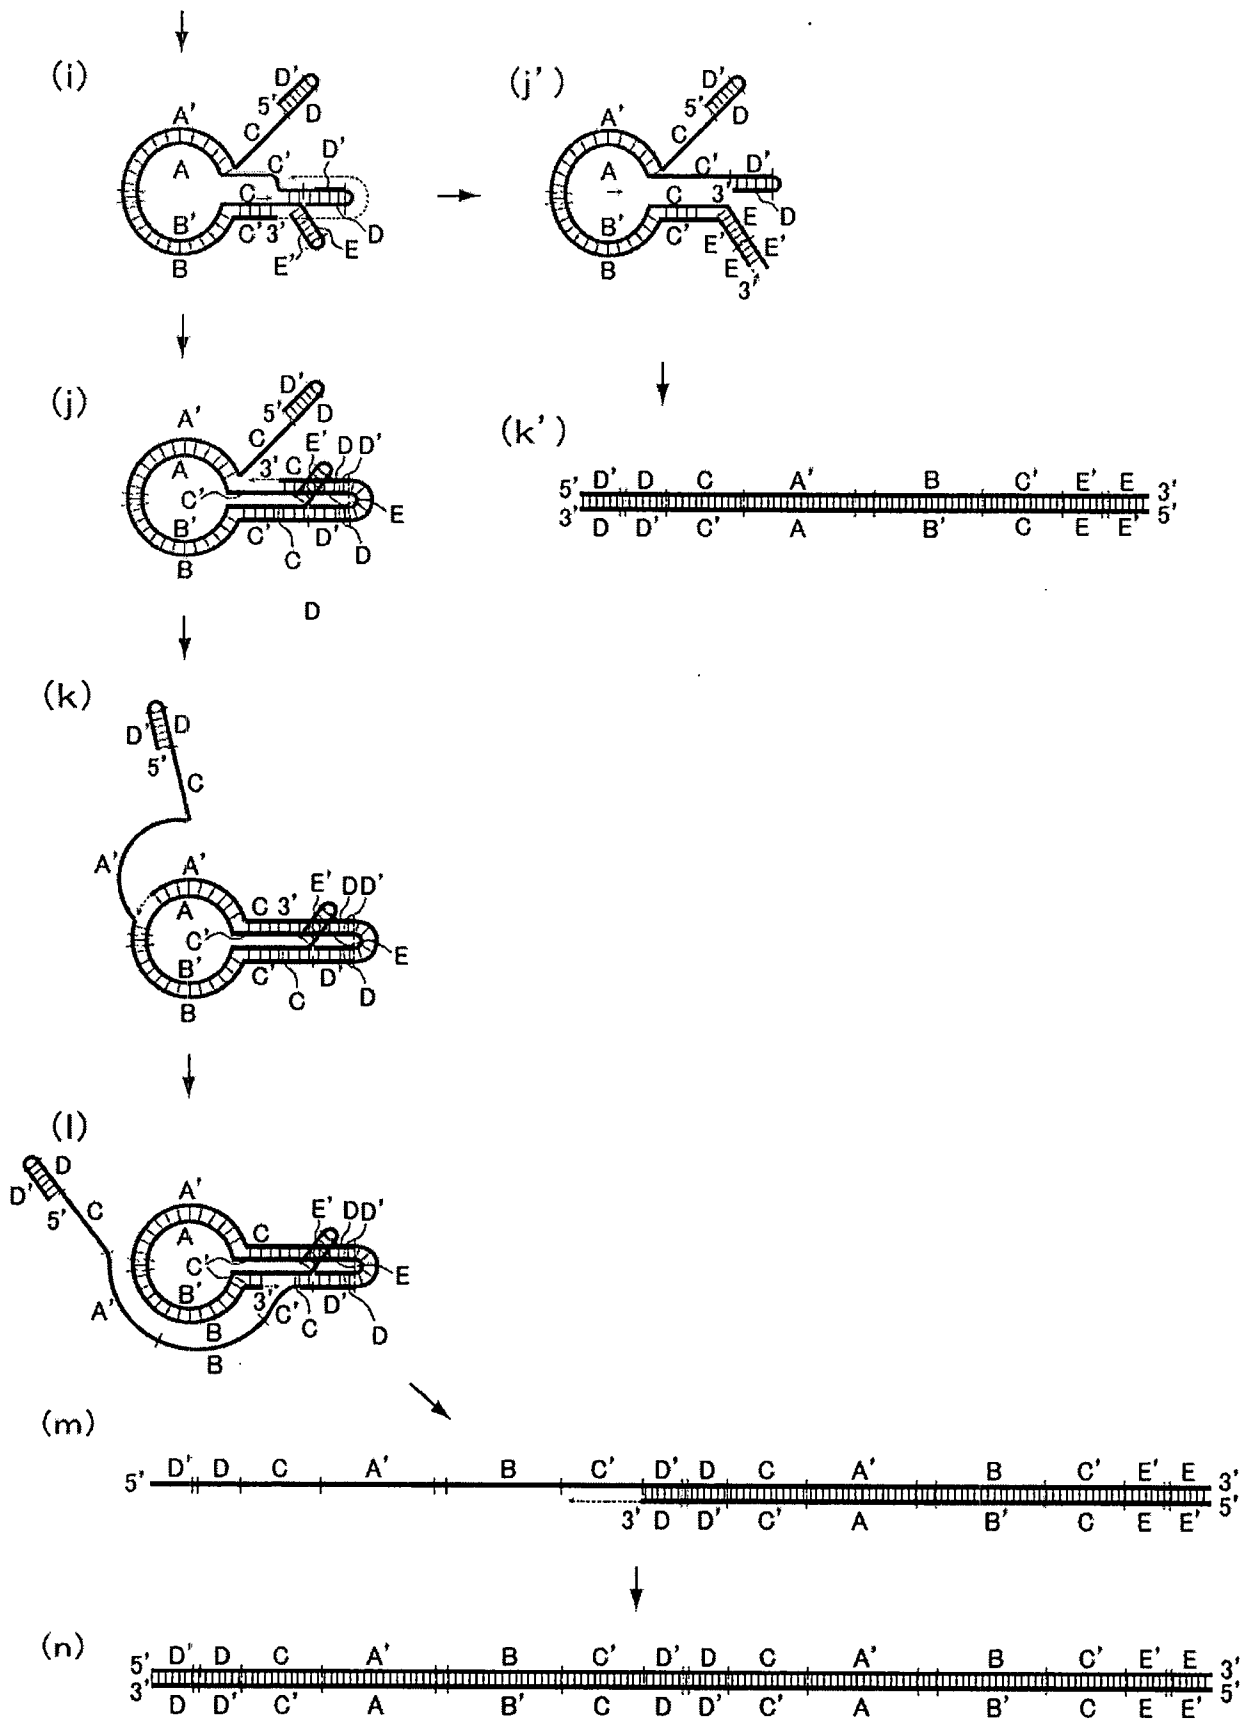 (i)
A'
A
B'
B
5'
D'
D
C
C'
D'
C
C' 3'
D
E
E'
(j')
A'
A
B'
B
5'
D'
D
C
C' D'
C 3'
C'
D
E
E'
E'
E
3'
(j)
A'
A
C'
B'
B
D'
5' D
C
E'
3' C D D'
E
C' D' D
C
D
(k')
5' D' D C A' B C' E' E 3'
3' D D' C' A B' C E E' 5'
(k)
D' D
5'
C
A'
A'
A
C'
B'
B
C 3' E' D D'
E
C' D' D
C
(l)
D
D'
5' C
A'
A'
A
C'
B'
B
B
C
E' D D'
E
3' C' D'
C
D
(m)
5' D' D C A' B C' D' D C A' B C' E' E 3'
3' D D' C' A B' C E E' 5'
(n)
5' D' D C A' B C' D' D C A' B C' E' E 3'
3' D D' C' A B' C D D' C' A B' C E E' 5'